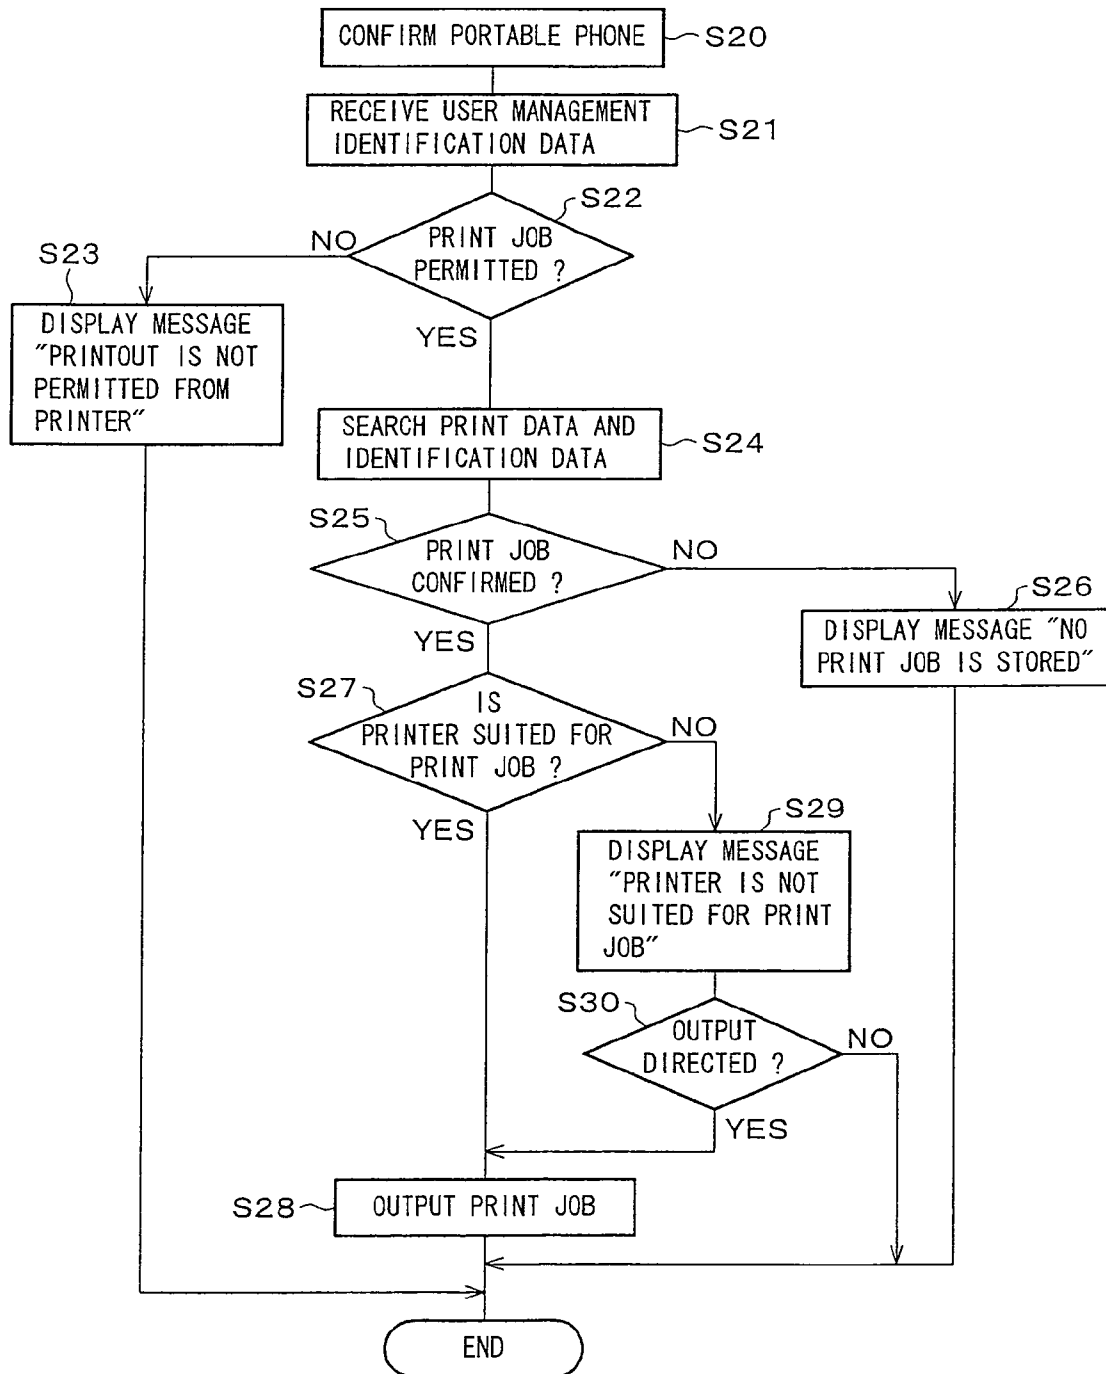 CONFIRM PORTABLE PHONE
S20
RECEIVE USER MANAGEMENT
IDENTIFICATION DATA
S21
S22
PRINT JOB
PERMITTED ?
NO
YES
S23
DISPLAY MESSAGE
"PRINTOUT IS NOT
PERMITTED FROM
PRINTER"
SEARCH PRINT DATA AND
IDENTIFICATION DATA
S24
S25
PRINT JOB
CONFIRMED ?
NO
YES
S26
DISPLAY MESSAGE "NO
PRINT JOB IS STORED"
S27
IS
PRINTER SUITED FOR
PRINT JOB ?
NO
YES
S29
DISPLAY MESSAGE
"PRINTER IS NOT
SUITED FOR PRINT
JOB"
S30
OUTPUT
DIRECTED ?
NO
YES
S28
OUTPUT PRINT JOB
END